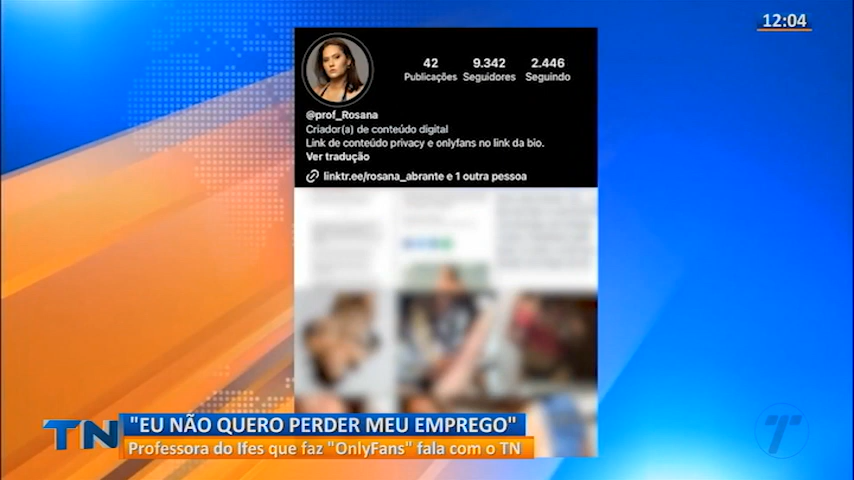 12:04
42 9.342 2.446
Publicações Seguidores Seguindo
@prof_Rosana
Criador(a) de conteúdo digital
Link de conteúdo privacy e onlyfans no link da bio.
Ver tradução
linktr.ee/rosana_abrante e 1 outra pessoa
TN "EU NÃO QUERO PERDER MEU EMPREGO"
Professora do Ifes que faz "OnlyFans" fala com o TN
T